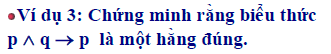 •Ví dụ 3: Chứng minh rằng biểu thức
p ∧ q → p là một hằng đúng.